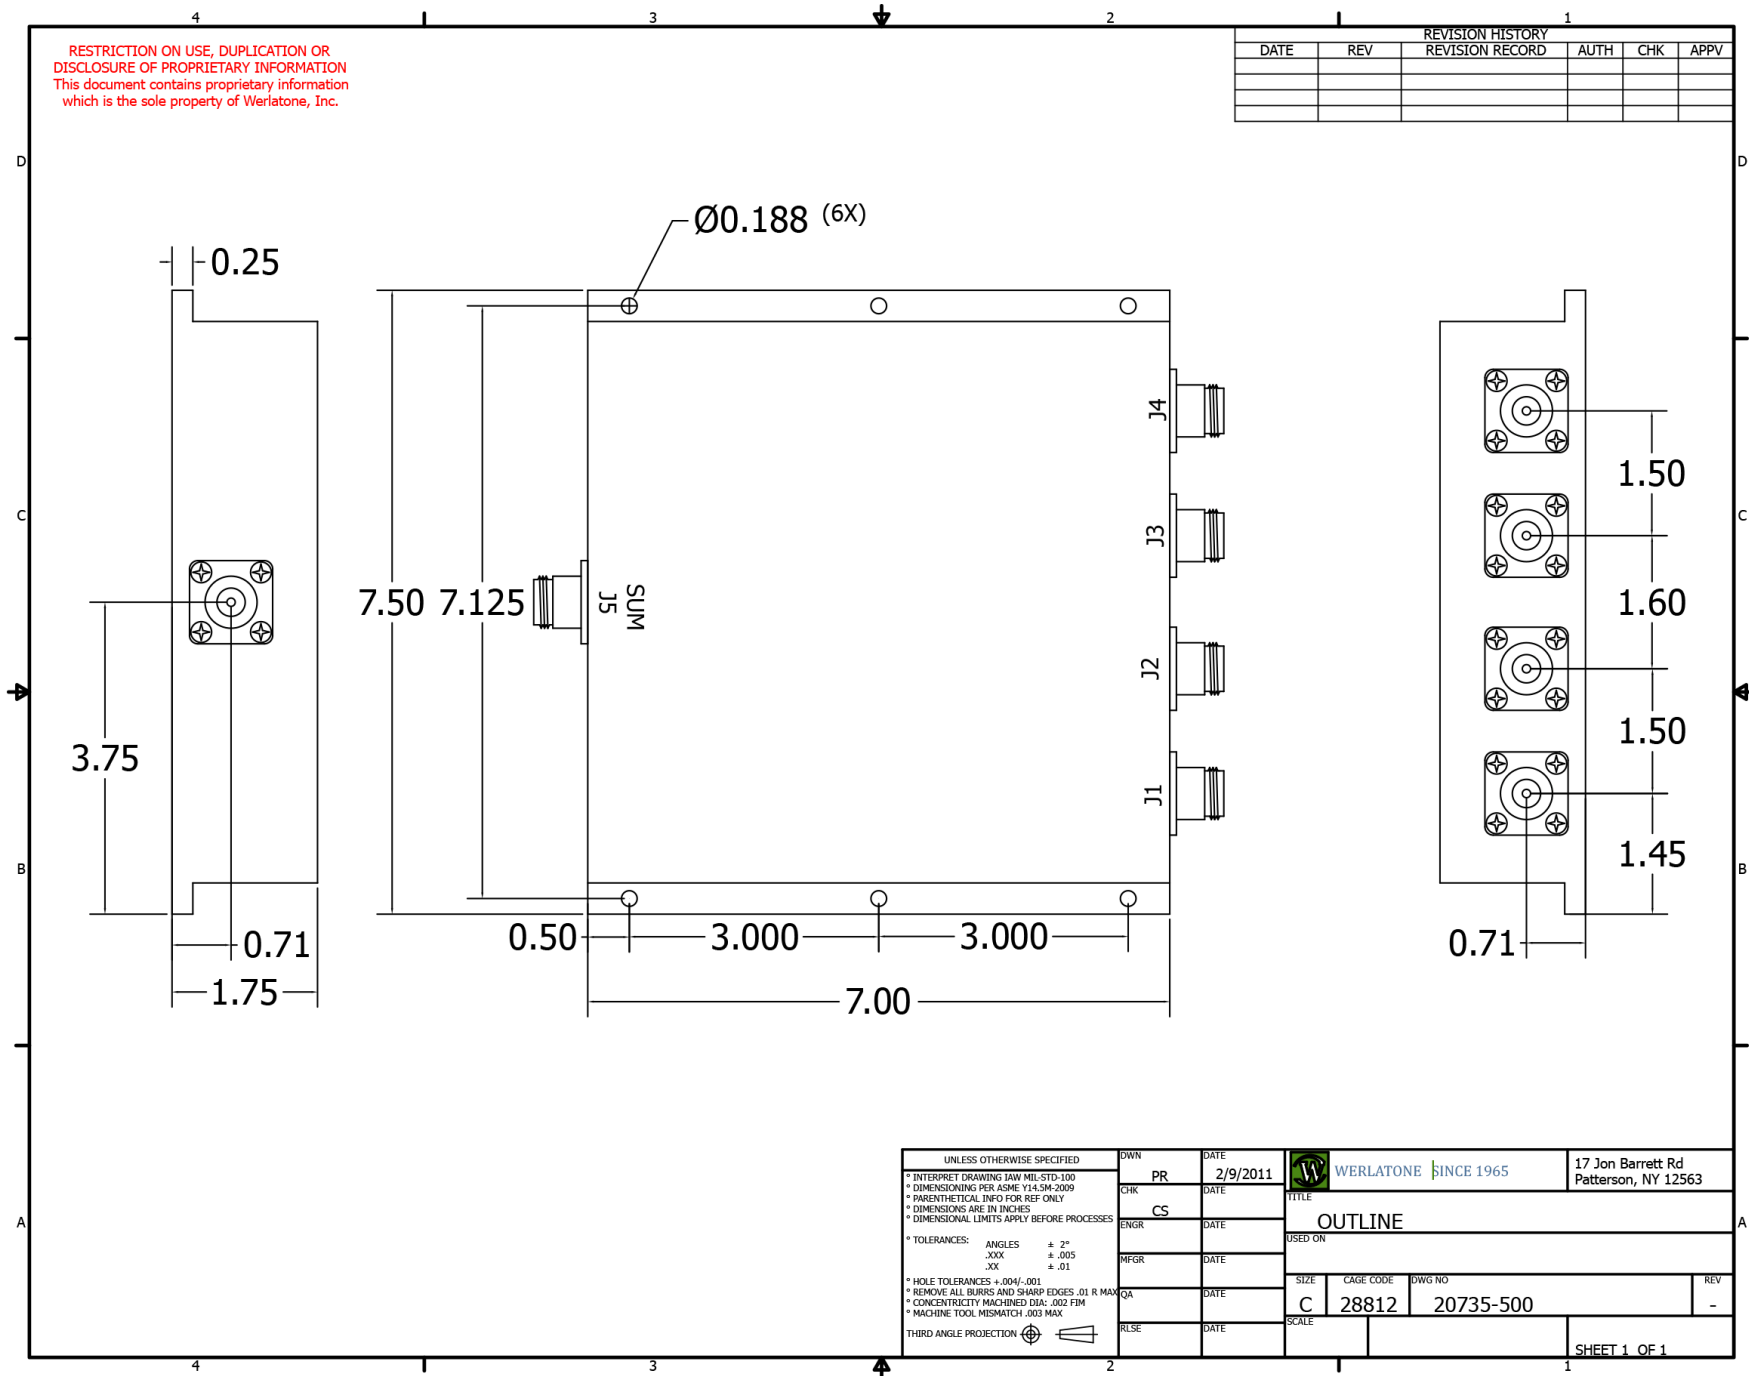 4 3 2 1
RESTRICTION ON USE, DUPLICATION OR
DISCLOSURE OF PROPRIETARY INFORMATION
This document contains proprietary information
which is the sole property of Werlatone, Inc.
REVISION HISTORY
DATE REV REVISION RECORD AUTH CHK APPV
D D
Ø0.188 (6X)
0.25
J4
1.50
C C
J3
7.50 7.125
SUM
J5
1.60
J2
1.50
3.75
J1
1.45
B B
0.50 3.000 3.000
0.71
0.71
1.75
7.00
A A
UNLESS OTHERWISE SPECIFIED
° INTERPRET DRAWING IAW MIL-STD-100
° DIMENSIONING PER ASME Y14.5M-2009
° PARENTHETICAL INFO FOR REF ONLY
° DIMENSIONS ARE IN INCHES
° DIMENSIONAL LIMITS APPLY BEFORE PROCESSES
° TOLERANCES:
ANGLES ± 2°
.XXX ± .005
.XX ± .01
° HOLE TOLERANCES +.004/-.001
° REMOVE ALL BURRS AND SHARP EDGES .01 R MAX
° CONCENTRICITY MACHINED DIA: .002 FIM
° MACHINE TOOL MISMATCH .003 MAX
THIRD ANGLE PROJECTION
DWN DATE
PR 2/9/2011
CHK DATE
CS
ENGR DATE
MFGR DATE
QA DATE
RLSE DATE
W
WERLATONE SINCE 1965
17 Jon Barrett Rd
Patterson, NY 12563
TITLE
OUTLINE
USED ON
SIZE CAGE CODE DWG NO REV
C 28812 20735-500 -
SCALE
SHEET 1 OF 1
4 3 2 1